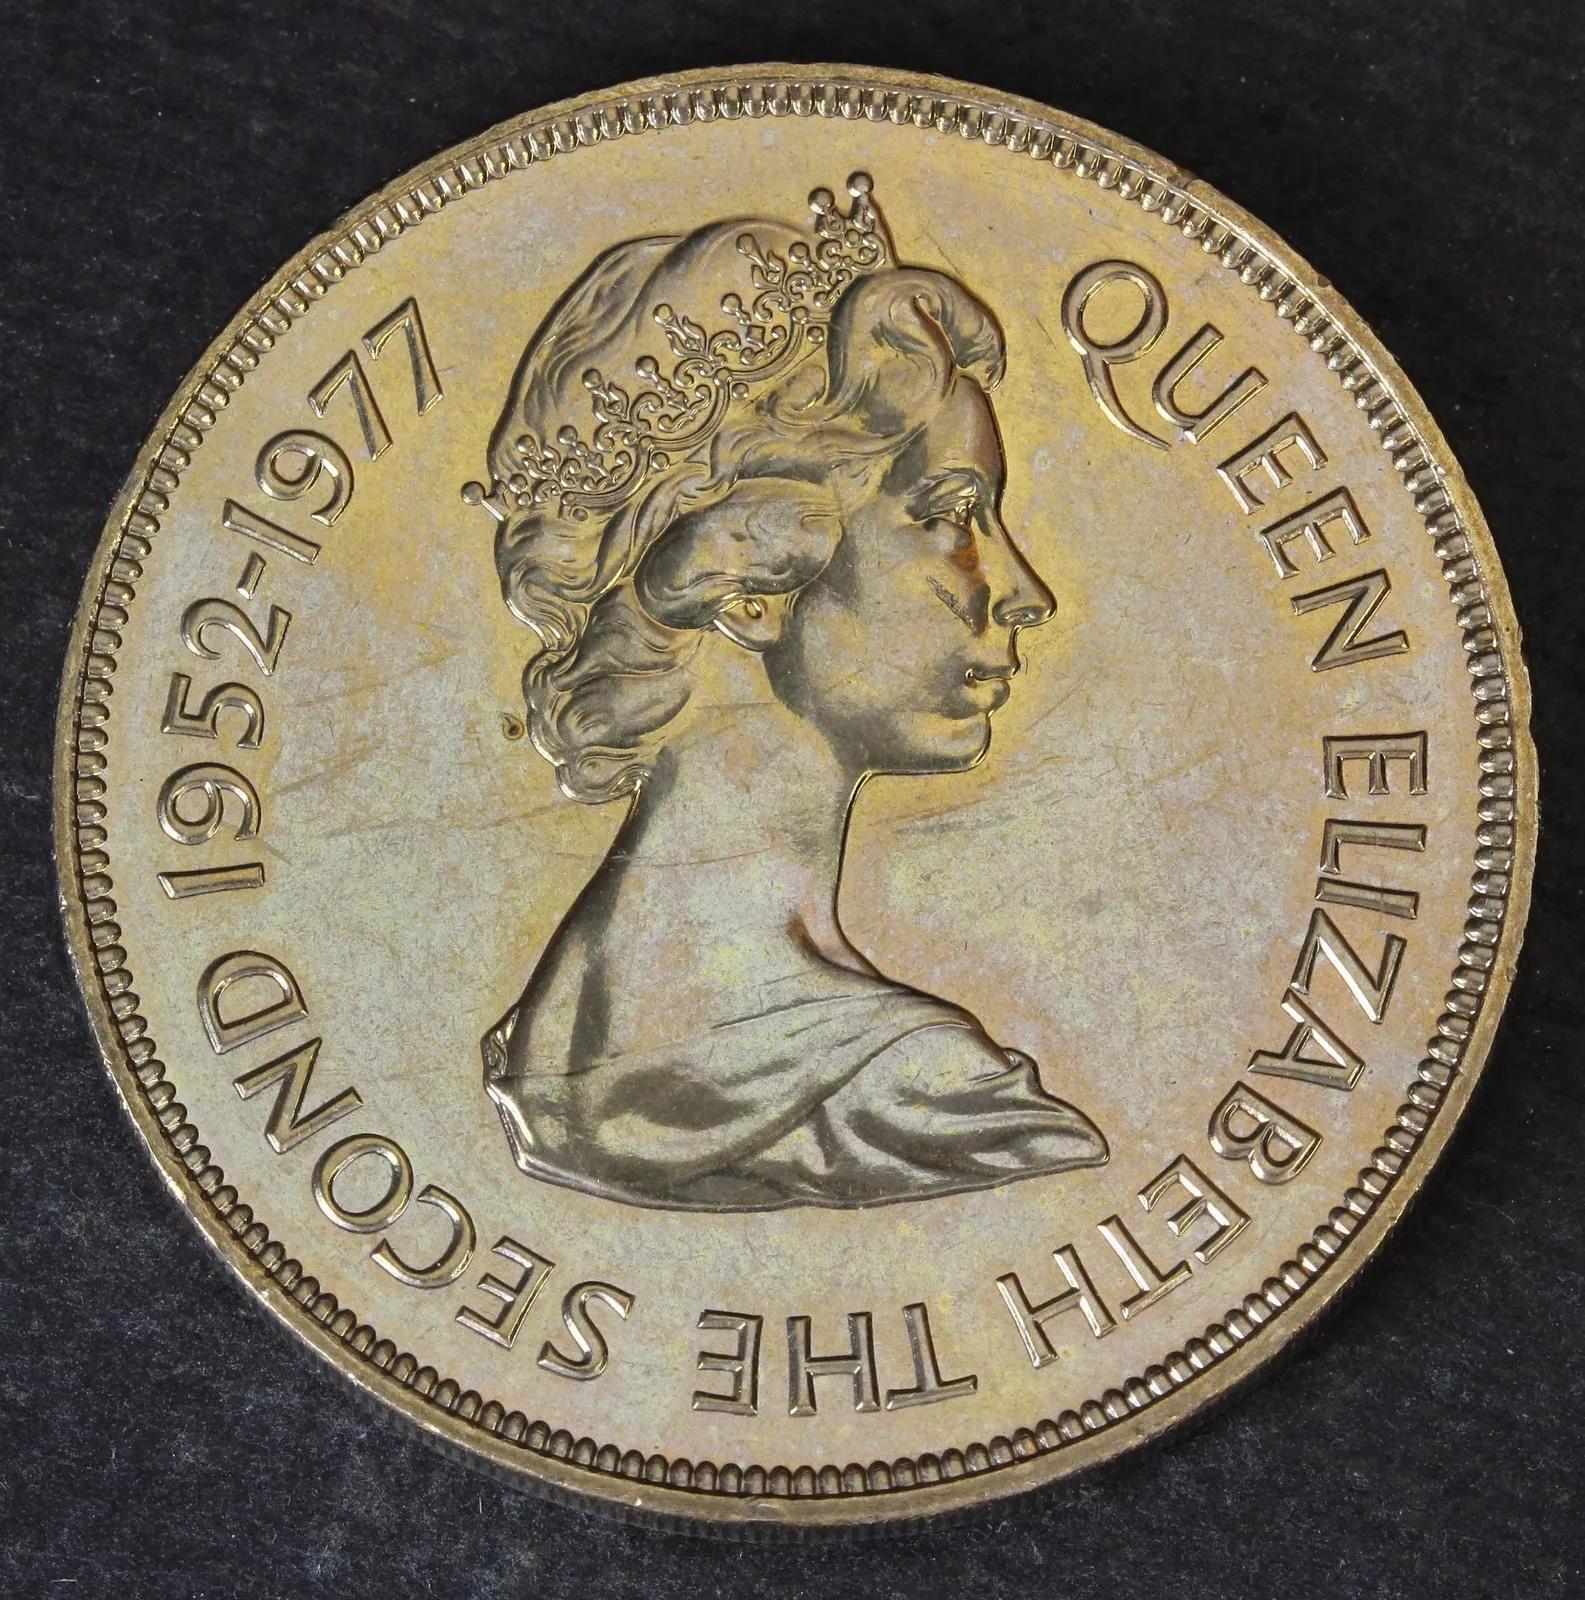 QUEEN ELIZABETH THE SECOND 1952-1977